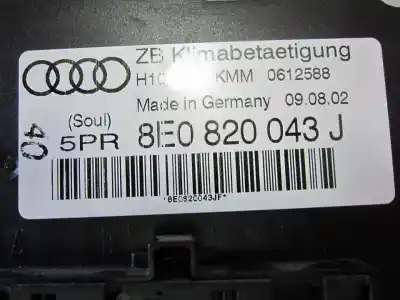 ZB Klimabetaetigung
KMM 0612588
Made in Germany 09.08.02
(Soul)
40 5PR 8E0 820 043 J
*8E0820043JF*